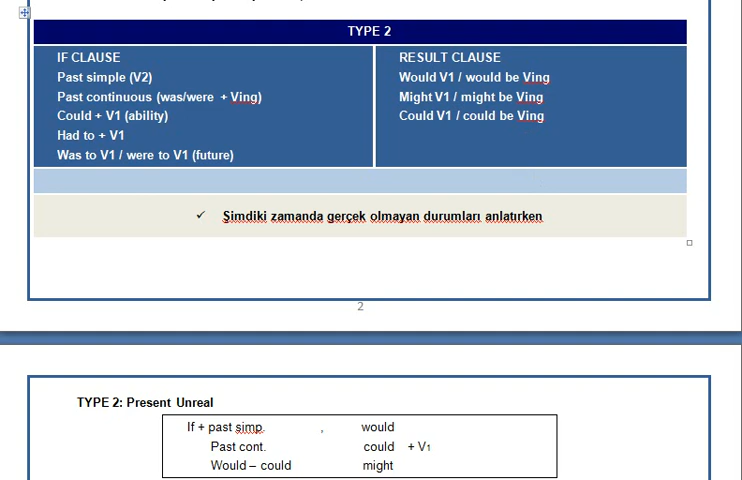 TYPE 2
IF CLAUSE
Past simple (V2)
Past continuous (was/were + Ving)
Could + V1 (ability)
Had to + V1
Was to V1 / were to V1 (future)
RESULT CLAUSE
Would V1 / would be Ving
Might V1 / might be Ving
Could V1 / could be Ving
✓ Şimdiki zamanda gerçek olmayan durumları anlatırken
2
TYPE 2: Present Unreal
If + past simp. , would
Past cont. could + V1
Would – could might